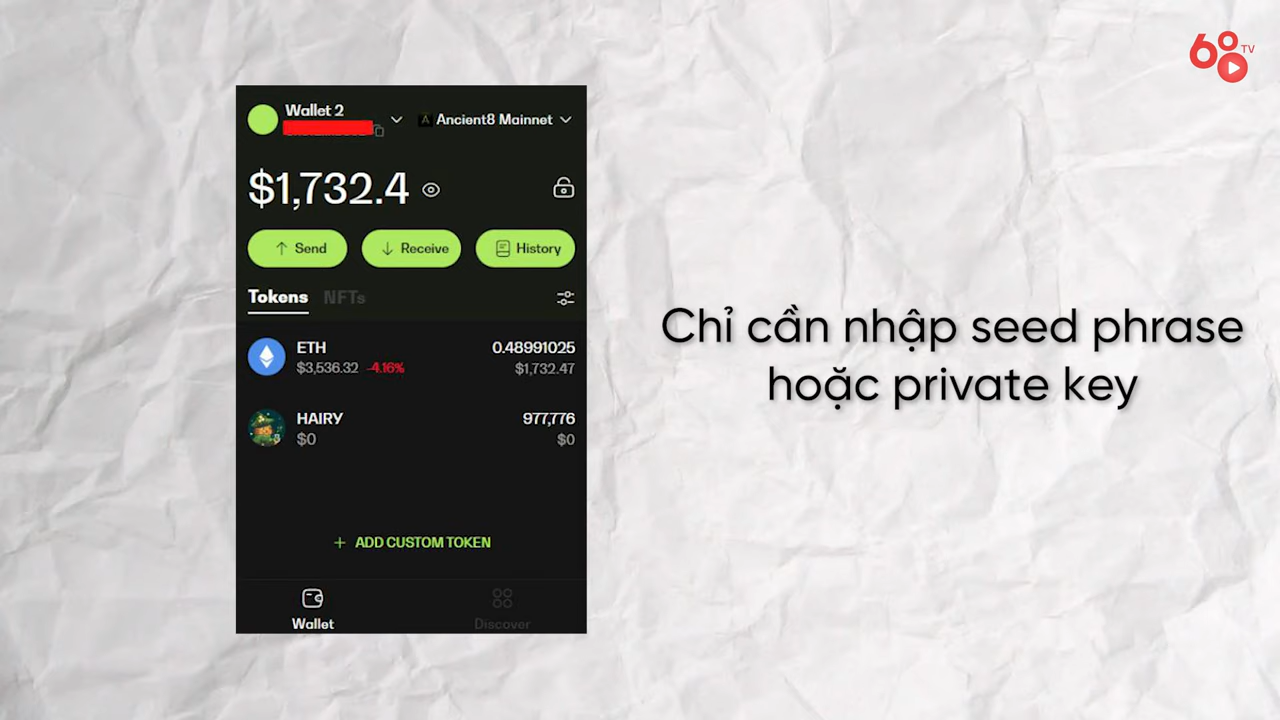 68 TV
Wallet 2
Ancient8 Mainnet
$1,732.4
Send
Receive
History
Tokens
NFTs
ETH
0.48991025
$3,536.32 -4.16%
$1,732.47
HAIRY
977,776
$0
$0
+ ADD CUSTOM TOKEN
Wallet
Discover
Chỉ cần nhập seed phrase
hoặc private key